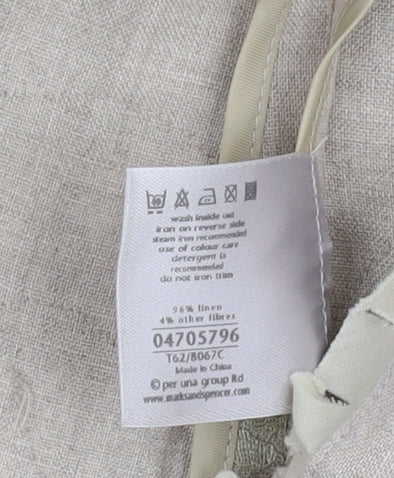 40
wash inside out
iron on reverse side
steam iron recommended
use of colour care
detergent is
recommended
do not iron trim
96% linen
4% other fibres
04705796
T62/8067C
Made in China
© per una group ltd
www.marksandspencer.com